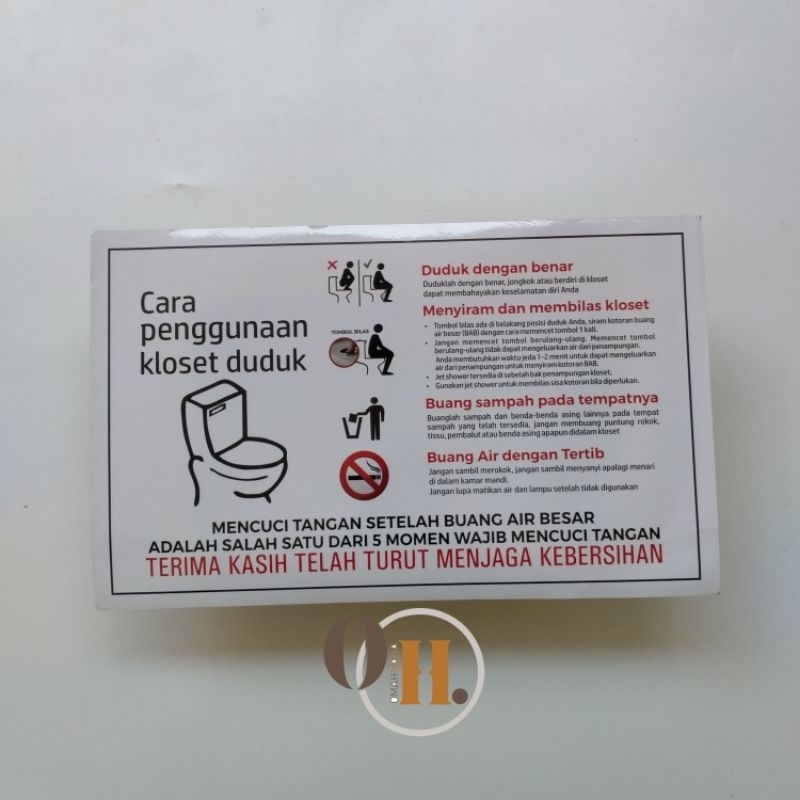 Cara
penggunaan
kloset duduk
Duduk dengan benar
Duduklah dengan benar, jongkok atau berdiri di kloset
dapat membahayakan keselamatan diri Anda
TOMBOL BILAS
Menyiram dan membilas kloset
• Tombol bilas ada di belakang posisi duduk Anda, siram kotoran buang
air besar (BAB) dengan cara memencet tombol 1 kali.
• Jangan memencet tombol berulang-ulang. Memencet tombol
berulang-ulang tidak dapat mengeluarkan air dari penampungan.
Anda membutuhkan waktu jeda 1-2 menit untuk dapat mengeluarkan
air dari penampungan untuk menyiram kotoran BAB.
• Jet shower tersedia di sebelah bak penampungan kloset,
• Gunakan jet shower untuk membilas sisa kotoran bila diperlukan.
Buang sampah pada tempatnya
Buanglah sampah dan benda-benda asing lainnya pada tempat
sampah yang telah tersedia, jangan membuang puntung rokok,
tissu, pembalut atau benda asing apapun didalam kloset
Buang Air dengan Tertib
Jangan sambil merokok, jangan sambil menyanyi apalagi menari
di dalam kamar mandi.
Jangan lupa matikan air dan lampu setelah tidak digunakan
MENCUCI TANGAN SETELAH BUANG AIR BESAR
ADALAH SALAH SATU DARI 5 MOMEN WAJIB MENCUCI TANGAN
TERIMA KASIH TELAH TURUT MENJAGA KEBERSIHAN
OH.